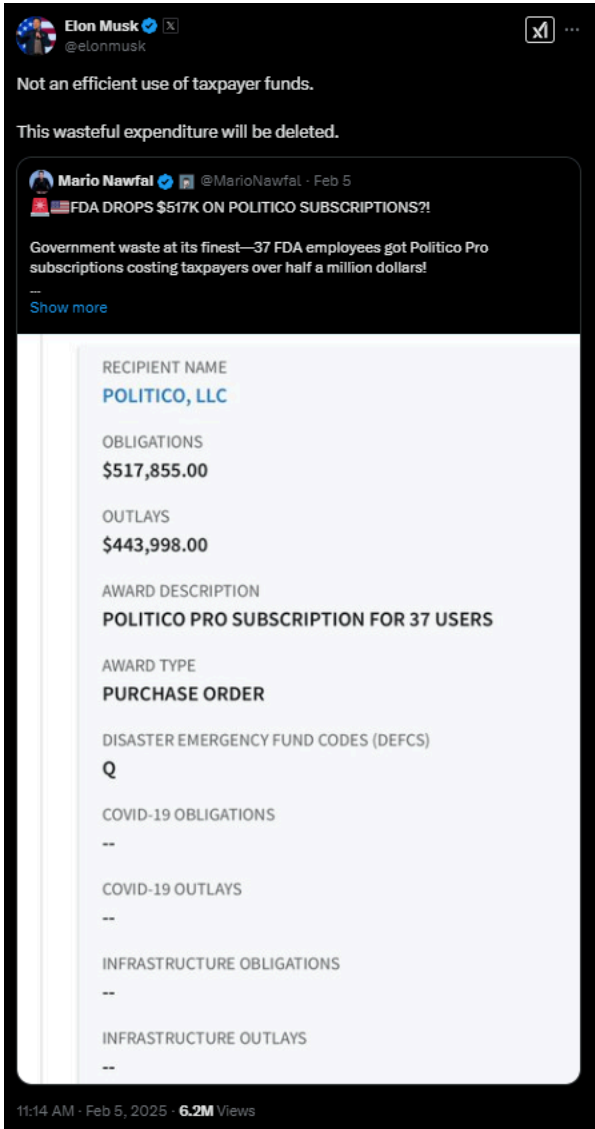 Elon Musk
@elonmusk
Not an efficient use of taxpayer funds.
This wasteful expenditure will be deleted.
Mario Nawfal @MarioNawfal · Feb 5
🚨🇺🇸FDA DROPS $517K ON POLITICO SUBSCRIPTIONS?!
Government waste at its finest—37 FDA employees got Politico Pro
subscriptions costing taxpayers over half a million dollars!
...
Show more
RECIPIENT NAME
POLITICO, LLC
OBLIGATIONS
$517,855.00
OUTLAYS
$443,998.00
AWARD DESCRIPTION
POLITICO PRO SUBSCRIPTION FOR 37 USERS
AWARD TYPE
PURCHASE ORDER
DISASTER EMERGENCY FUND CODES (DEFCS)
Q
COVID-19 OBLIGATIONS
--
COVID-19 OUTLAYS
--
INFRASTRUCTURE OBLIGATIONS
--
INFRASTRUCTURE OUTLAYS
--
11:14 AM · Feb 5, 2025 · 6.2M Views